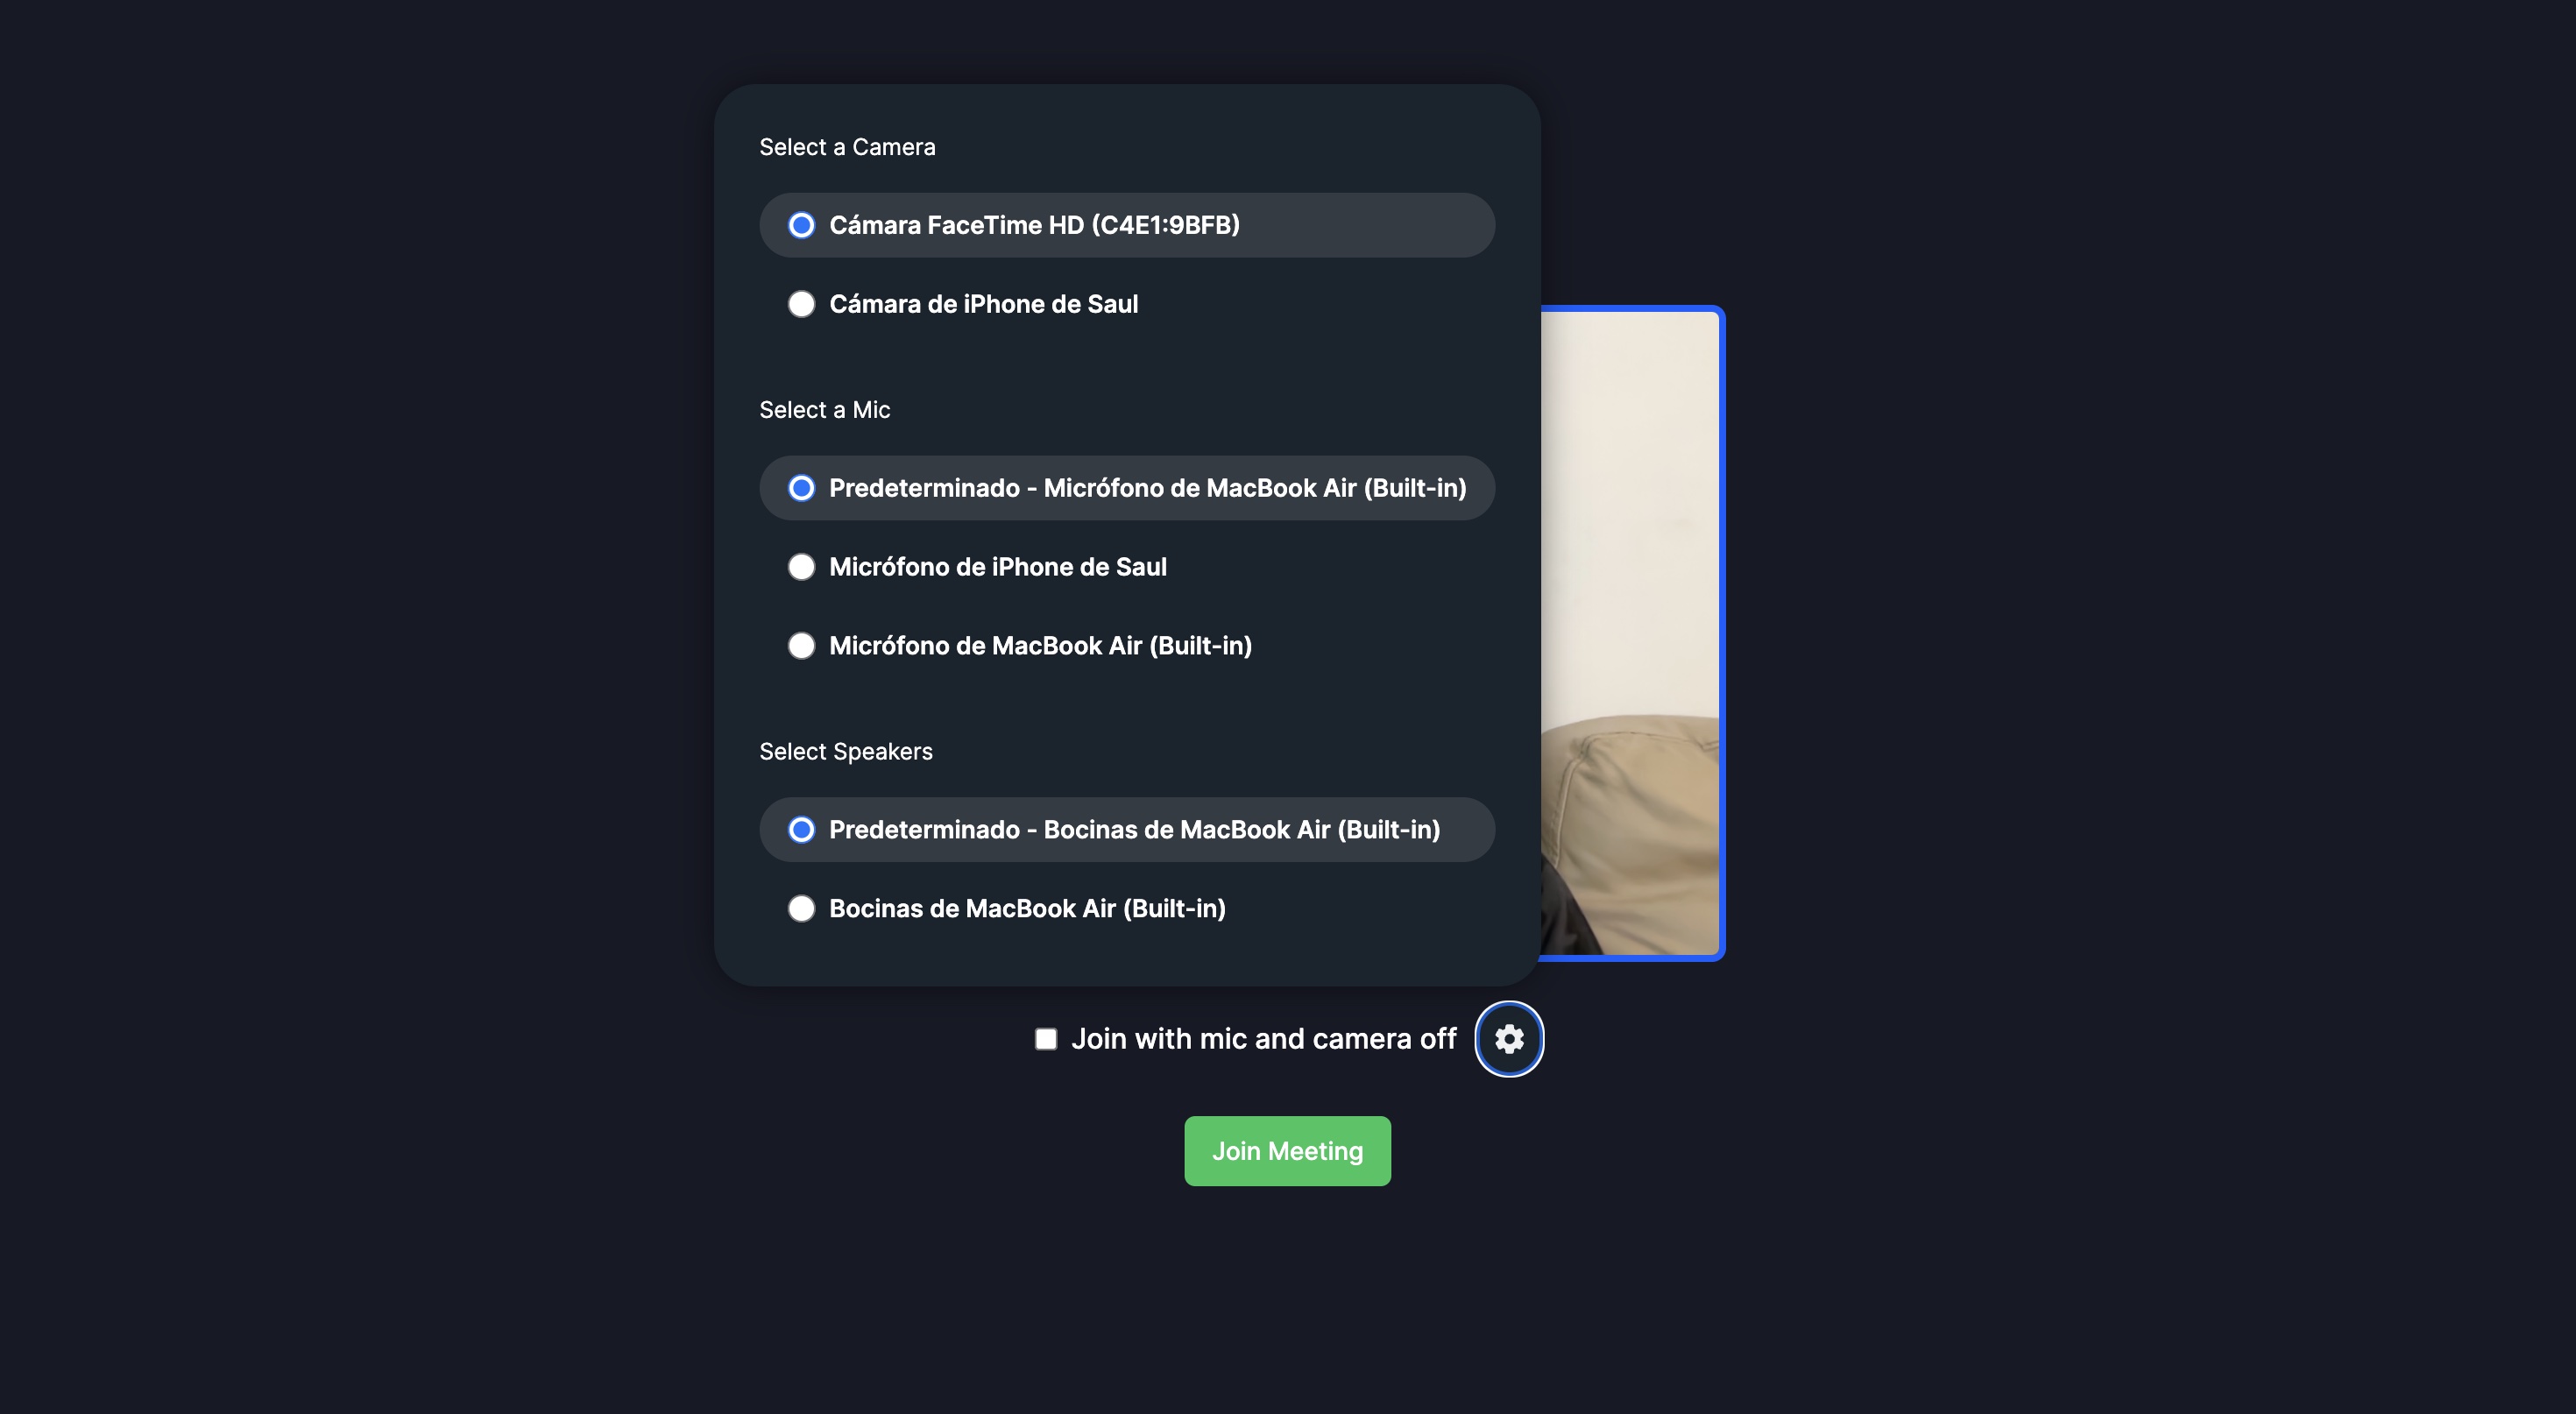 Select a Camera
Cámara FaceTime HD (C4E1:9BFB)
Cámara de iPhone de Saul
Select a Mic
Predeterminado - Micrófono de MacBook Air (Built-in)
Micrófono de iPhone de Saul
Micrófono de MacBook Air (Built-in)
Select Speakers
Predeterminado - Bocinas de MacBook Air (Built-in)
Bocinas de MacBook Air (Built-in)
Join with mic and camera off
Join Meeting